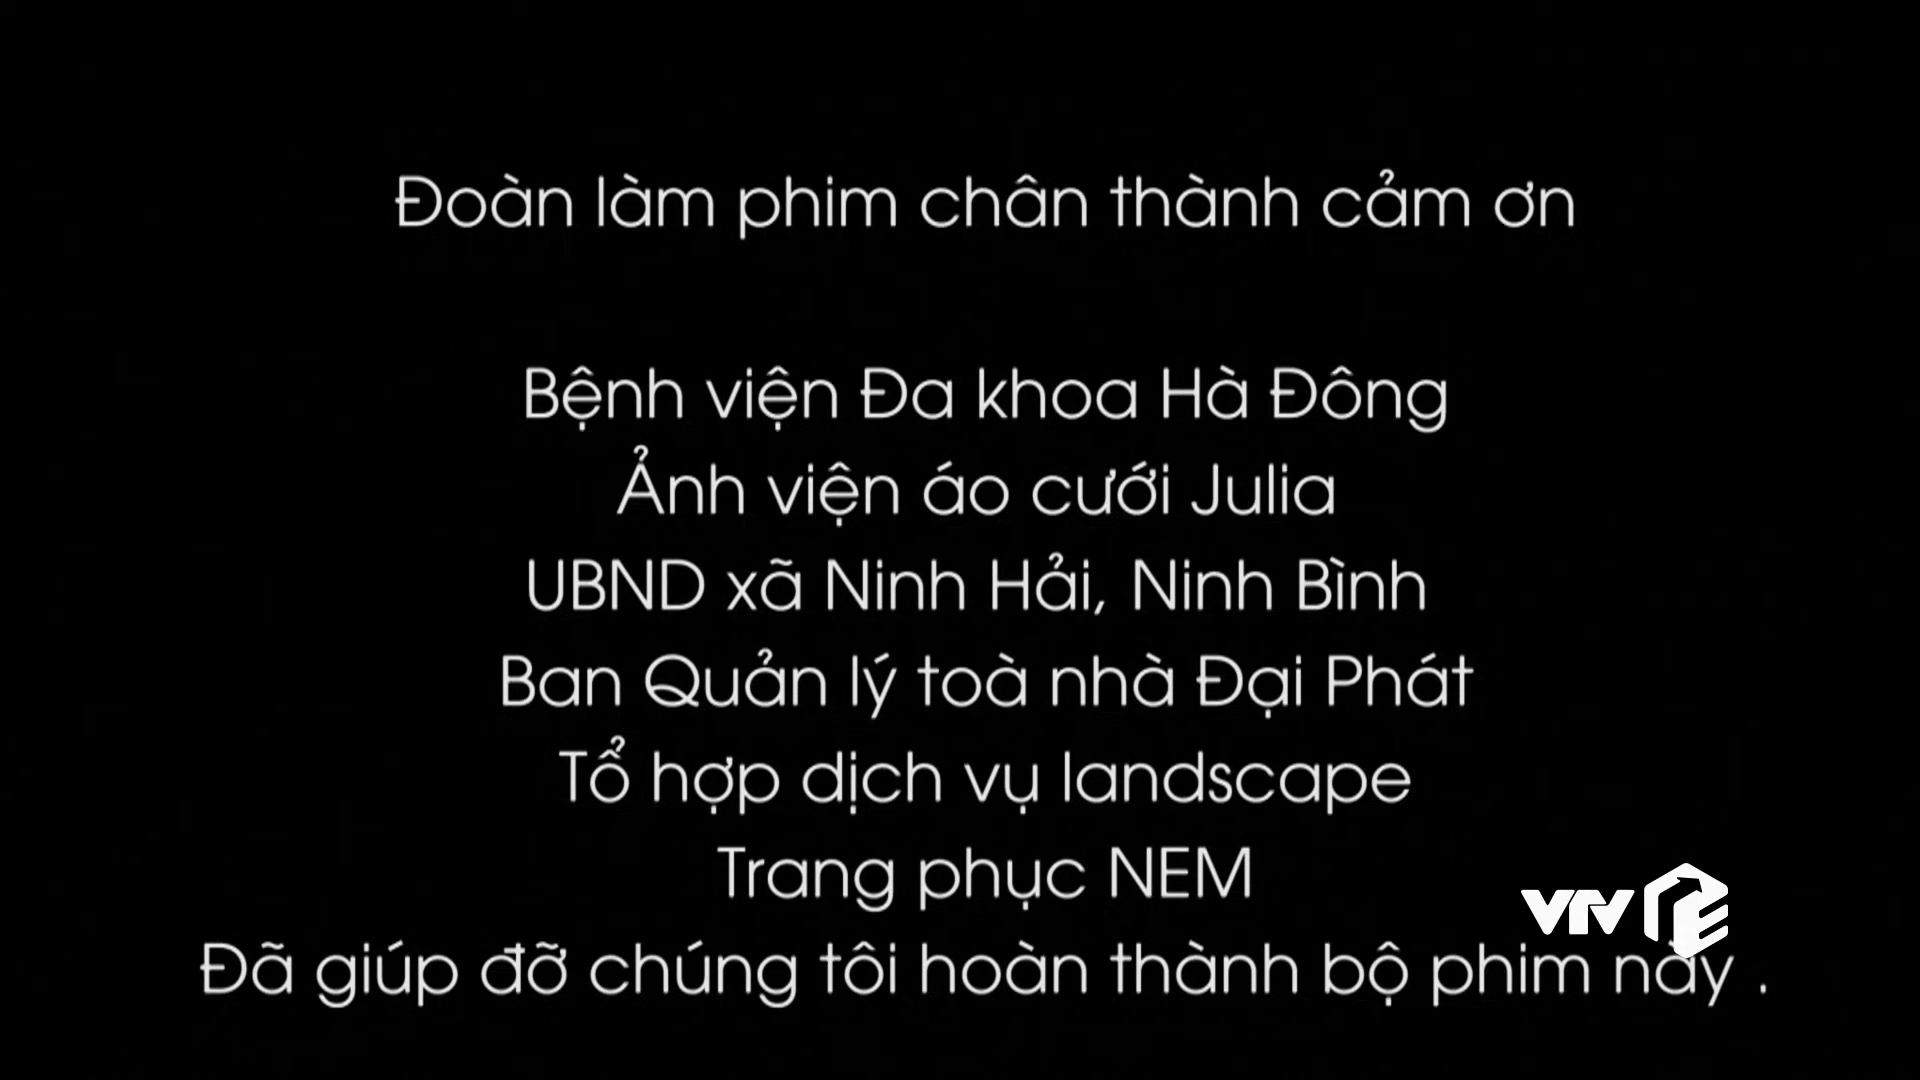 Đoàn làm phim chân thành cảm ơn
Bệnh viện Đa khoa Hà Đông
Ảnh viện áo cưới Julia
UBND xã Ninh Hải, Ninh Bình
Ban Quản lý toà nhà Đại Phát
Tổ hợp dịch vụ landscape
Trang phục NEM
VTV
Đã giúp đỡ chúng tôi hoàn thành bộ phim này .